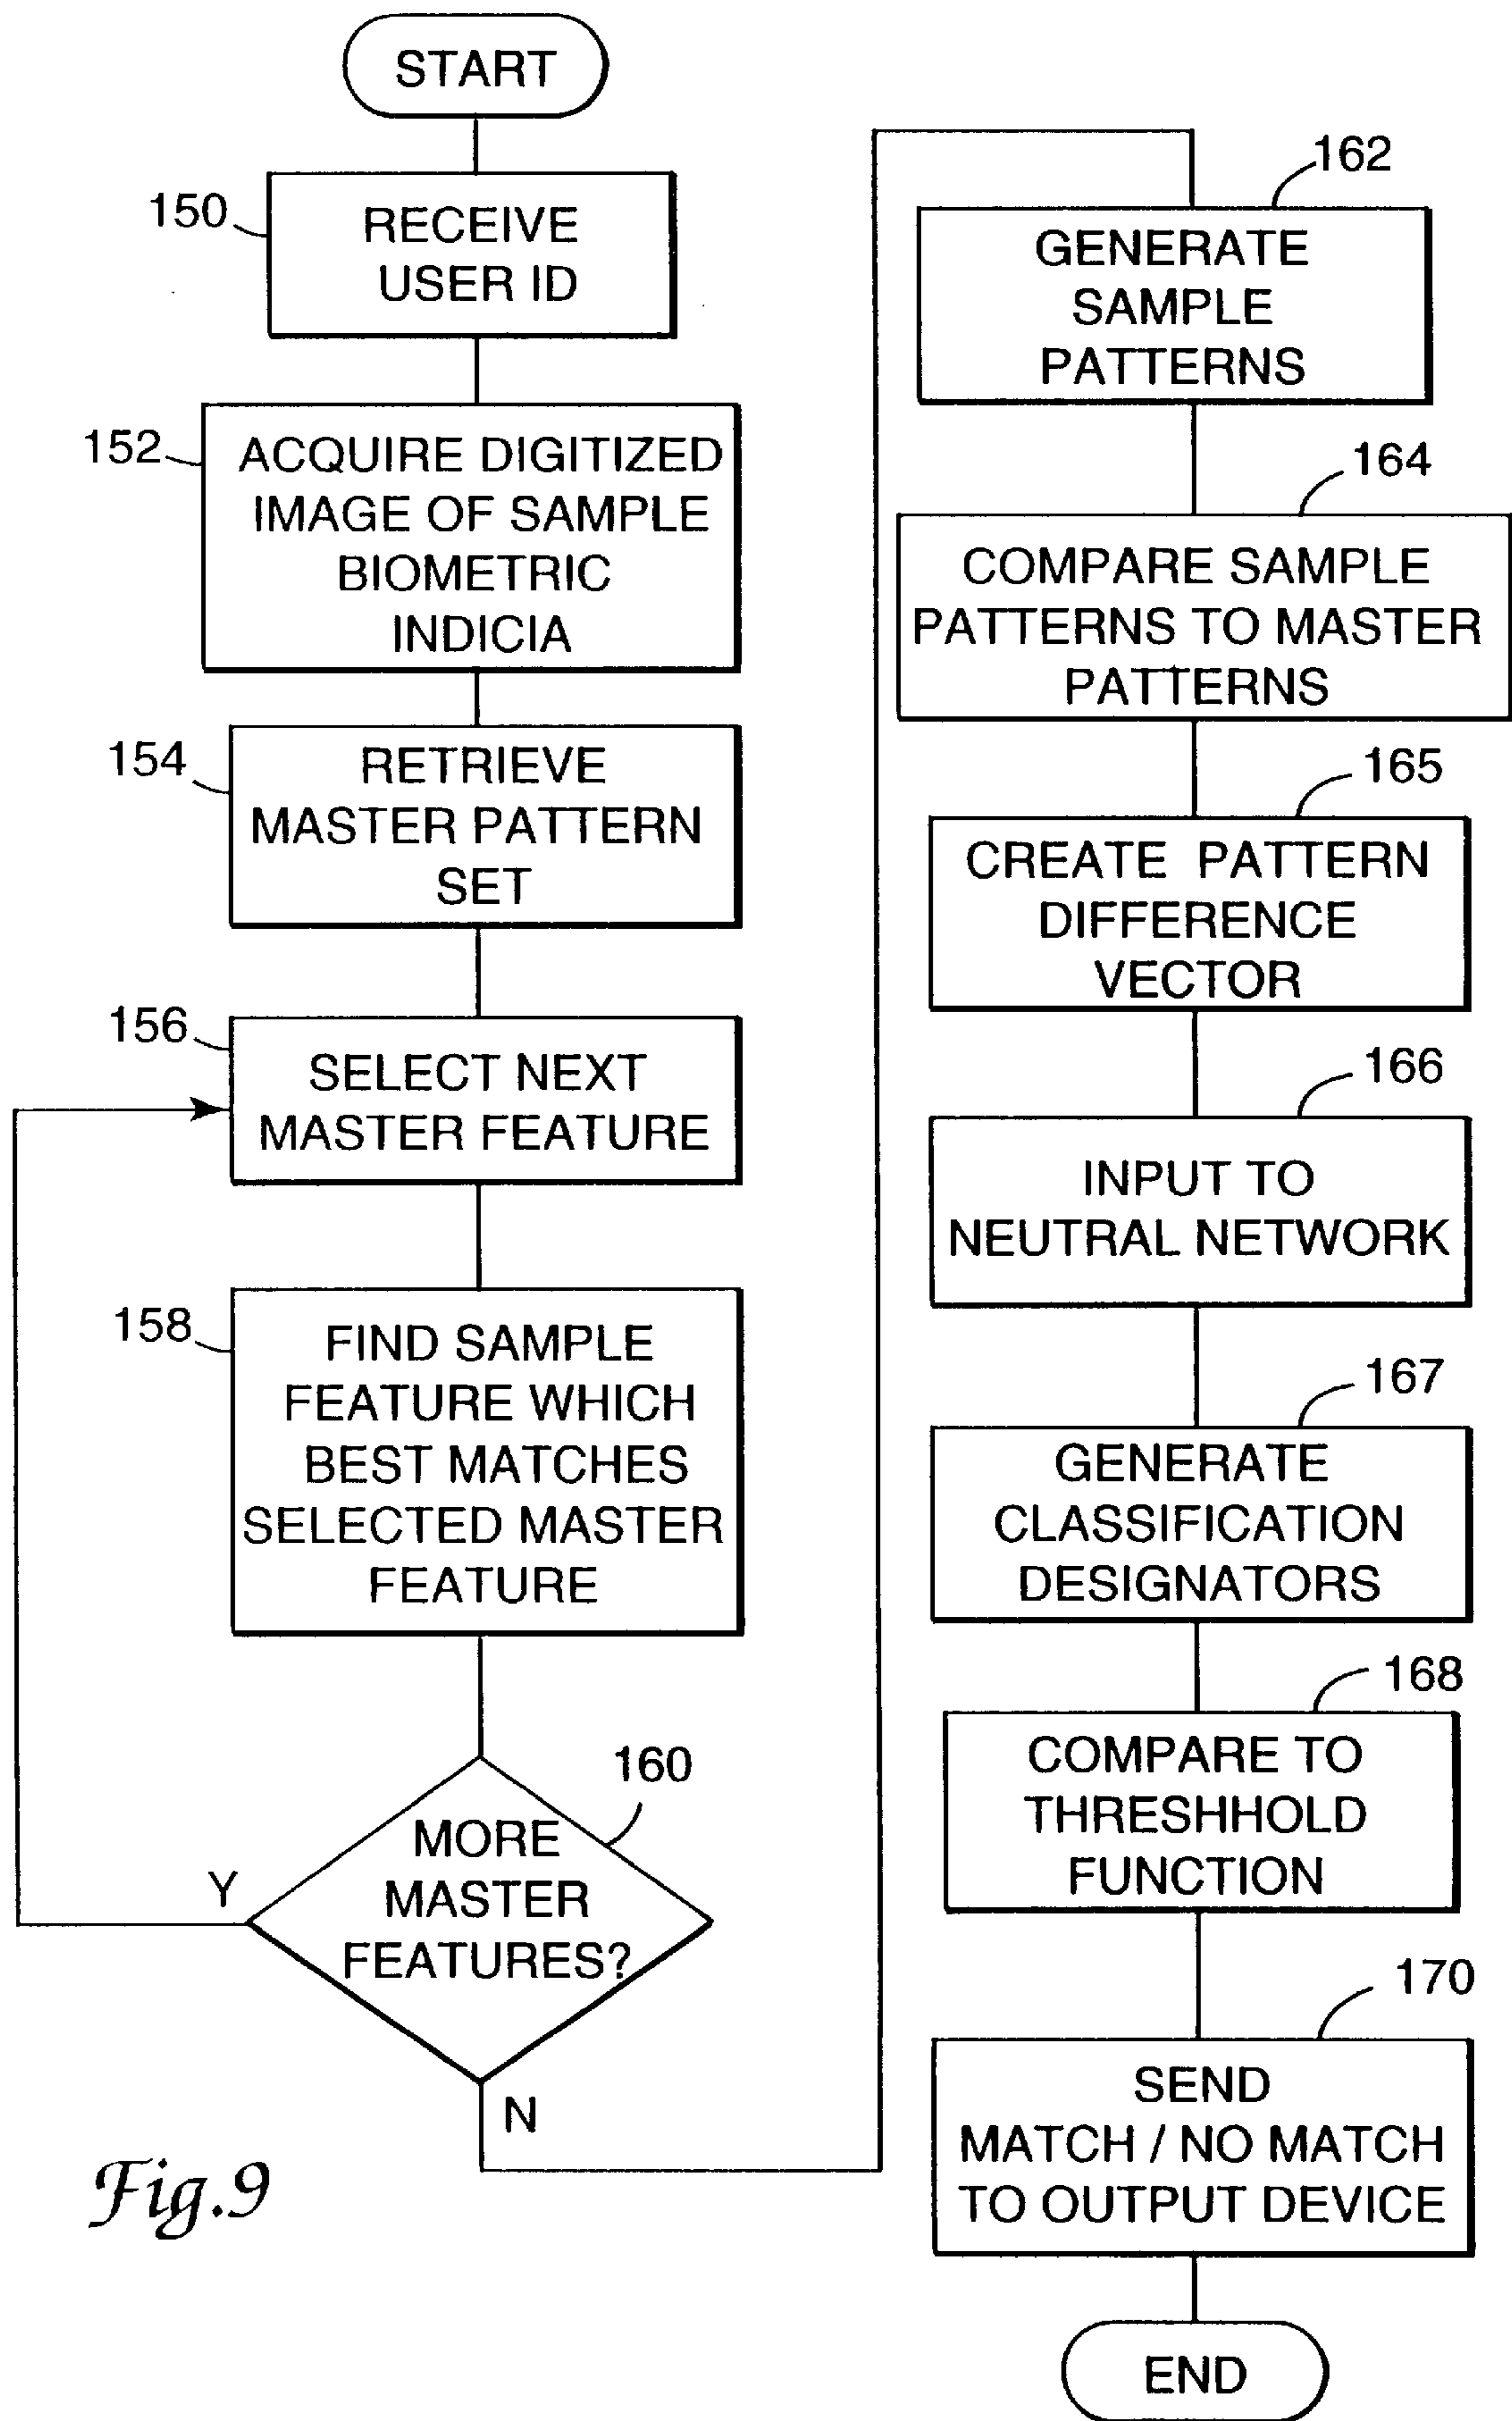 START
150
RECEIVE
USER ID
152
ACQUIRE DIGITIZED
IMAGE OF SAMPLE
BIOMETRIC
INDICIA
154
RETRIEVE
MASTER PATTERN
SET
156
SELECT NEXT
MASTER FEATURE
158
FIND SAMPLE
FEATURE WHICH
BEST MATCHES
SELECTED MASTER
FEATURE
160
MORE
MASTER
FEATURES?
Y
N
162
GENERATE
SAMPLE
PATTERNS
164
COMPARE SAMPLE
PATTERNS TO MASTER
PATTERNS
165
CREATE PATTERN
DIFFERENCE
VECTOR
166
INPUT TO
NEUTRAL NETWORK
167
GENERATE
CLASSIFICATION
DESIGNATORS
168
COMPARE TO
THRESHHOLD
FUNCTION
170
SEND
MATCH / NO MATCH
TO OUTPUT DEVICE
END
Fig.9